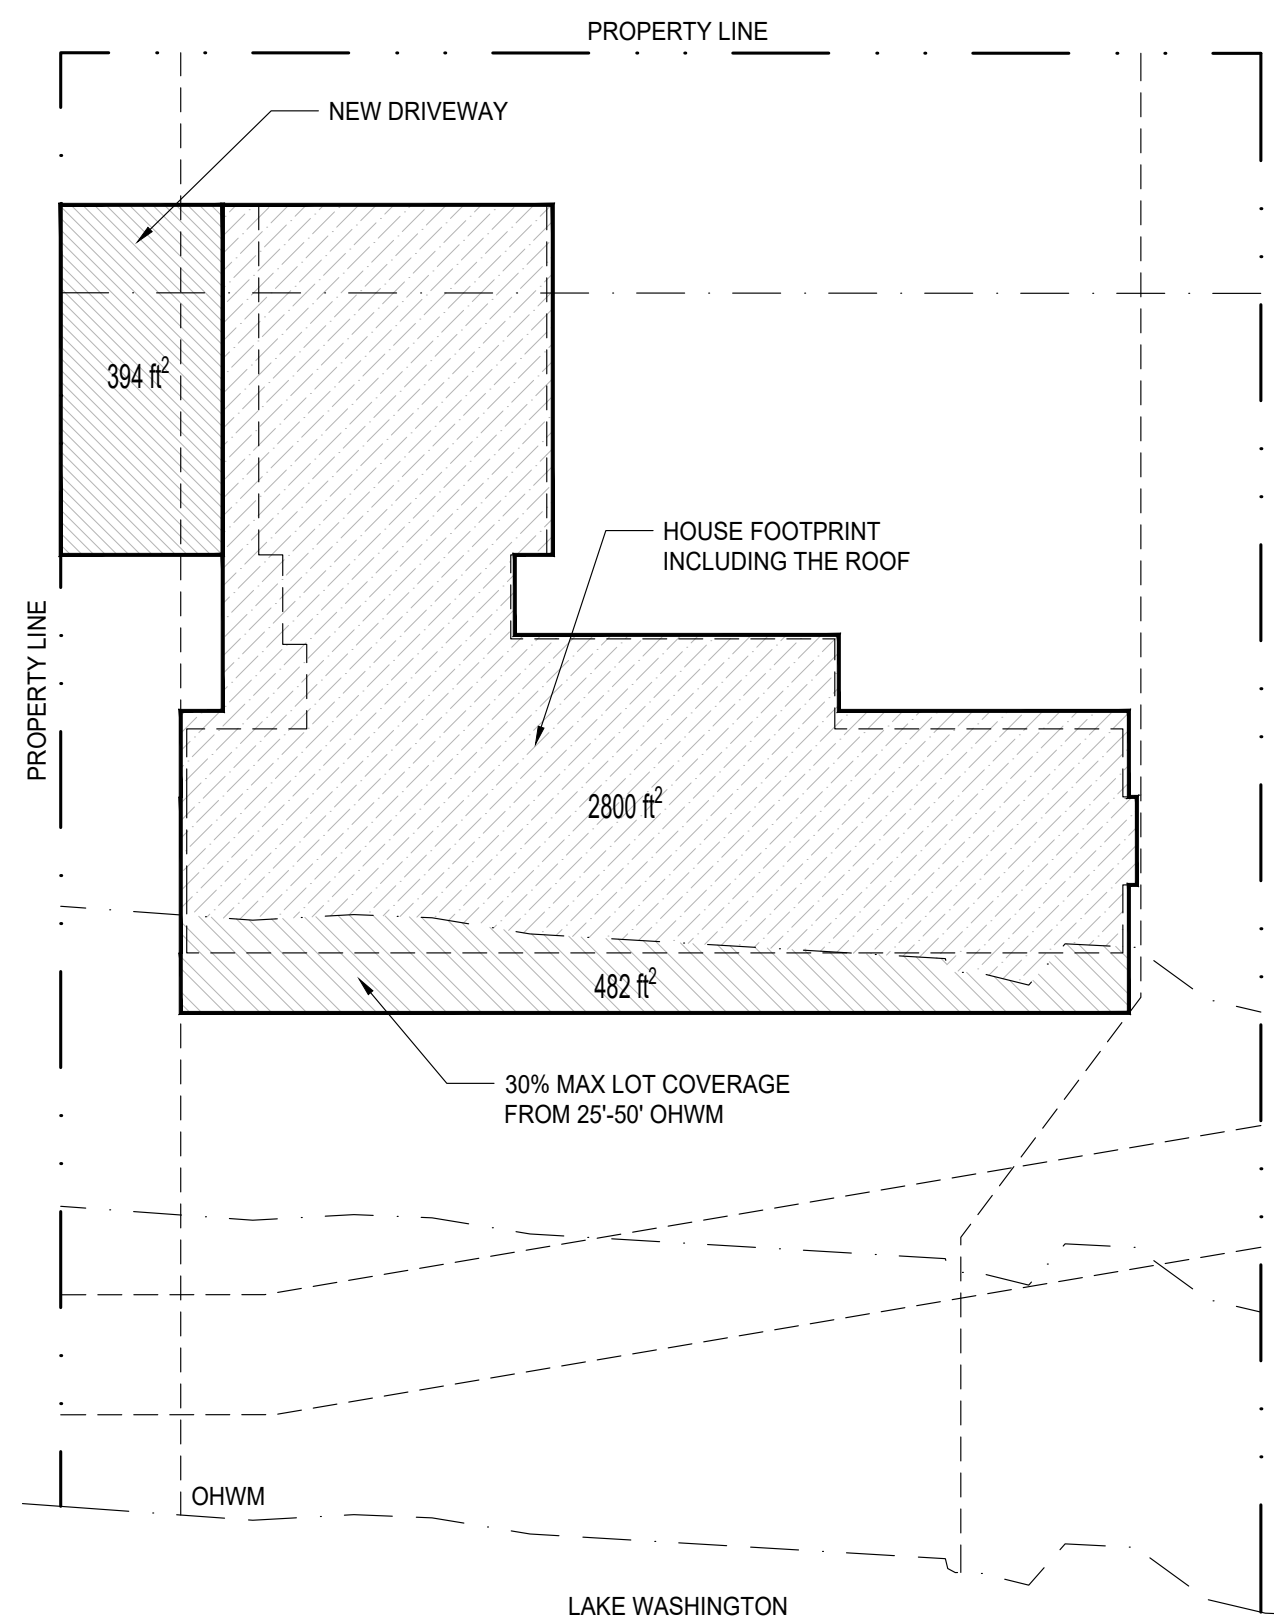 PROPERTY LINE
NEW DRIVEWAY
394 ft²
HOUSE FOOTPRINT
INCLUDING THE ROOF
PROPERTY LINE
2800 ft²
482 ft²
30% MAX LOT COVERAGE
FROM 25'-50' OHWM
OHWM
LAKE WASHINGTON